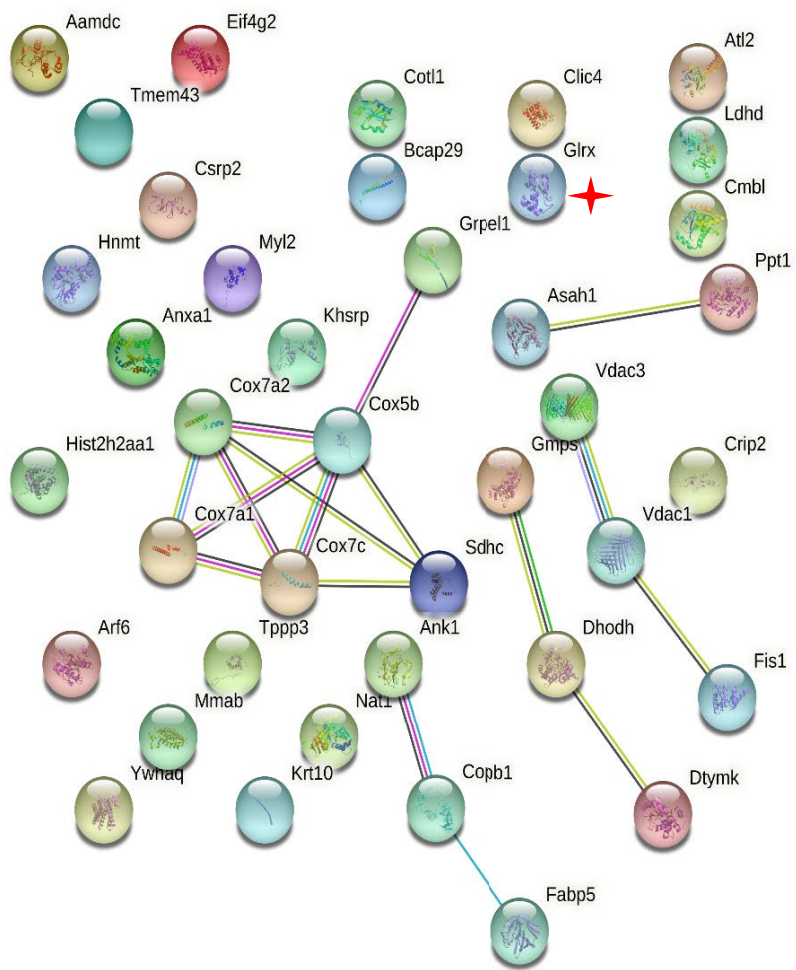 Aamdc
Eif4g2
Atl2
Cotl1
Clic4
Tmem43
Ldhd
Bcap29
Glrx
Csrp2
Cmbl
Grpel1
Hnmt
Myl2
Ppt1
Asah1
Anxa1
Khsrp
Vdac3
Cox7a2
Cox5b
Hist2h2aa1
Gmps
Crip2
Cox7a1
Vdac1
Cox7c
Sdhc
Arf6
Tppp3
Ank1
Dhodh
Fis1
Mmab
Nat1
Ywhaq
Krt10
Copb1
Dtymk
Fabp5